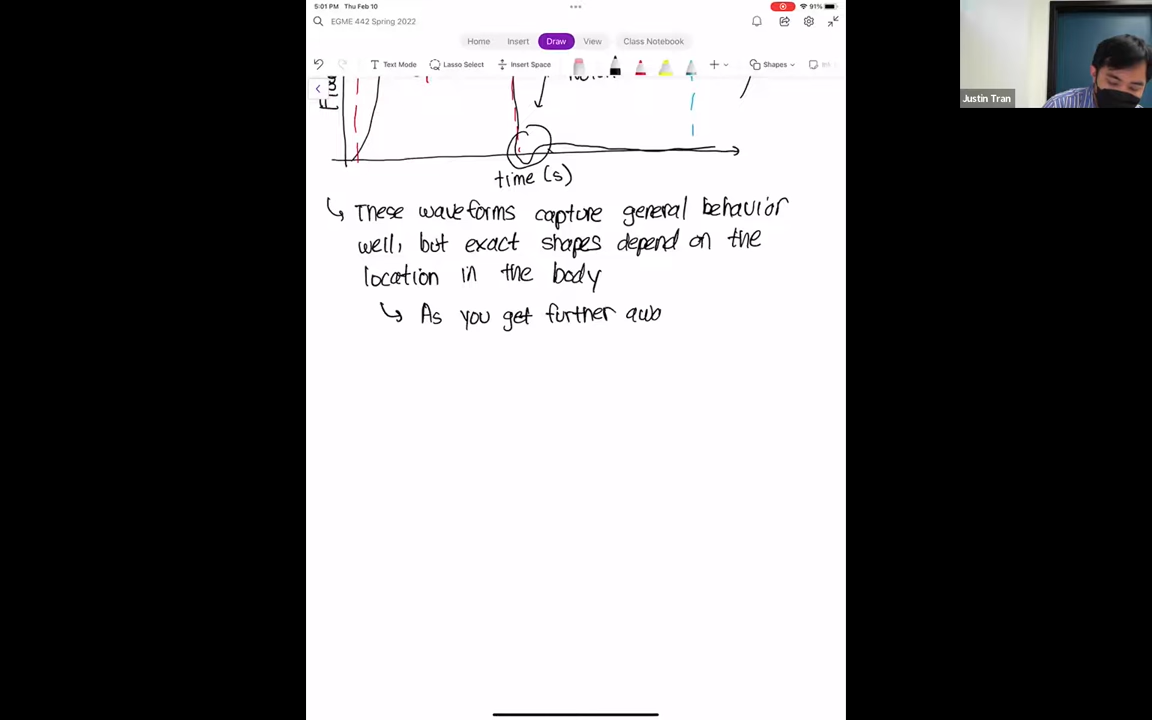 5:01 PM Thu Feb 10
91%
EGME 442 Spring 2022
Home Insert Draw View Class Notebook
Text Mode Lasso Select Insert Space Shapes
Justin Tran
time (s)
These waveforms capture general behavior
well, but exact shapes depend on the
location in the body
As you get further awa